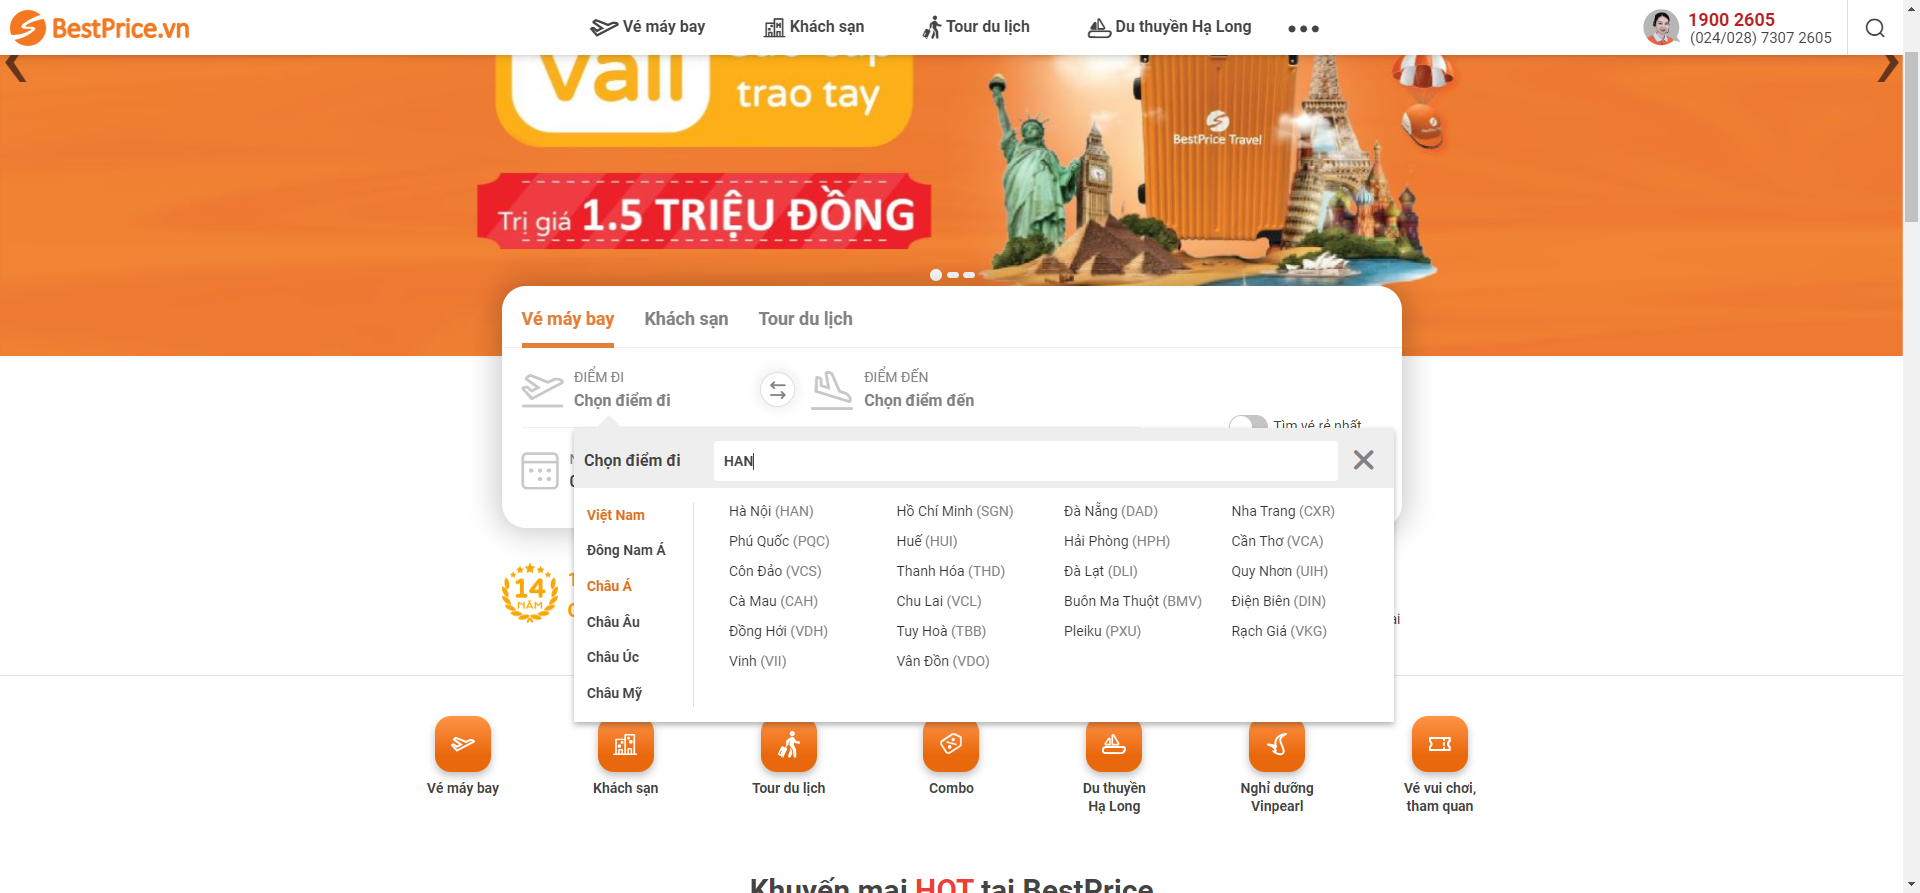 BestPrice.vn
Vé máy bay
Khách sạn
Tour du lịch
Du thuyền Hạ Long
1900 2605
(024/028) 7307 2605
vali
trao tay
BestPrice Travel
Trị giá 1.5 TRIỆU ĐỒNG
Vé máy bay
Khách sạn
Tour du lịch
ĐIỂM ĐI
Chọn điểm đi
ĐIỂM ĐẾN
Chọn điểm đến
Tìm vé rẻ nhất
Chọn điểm đi
HAN
Việt Nam
Đông Nam Á
Châu Á
Châu Âu
Châu Úc
Châu Mỹ
Hà Nội (HAN)
Hồ Chí Minh (SGN)
Đà Nẵng (DAD)
Nha Trang (CXR)
Phú Quốc (PQC)
Huế (HUI)
Hải Phòng (HPH)
Cần Thơ (VCA)
Côn Đảo (VCS)
Thanh Hóa (THD)
Đà Lạt (DLI)
Quy Nhơn (UIH)
Cà Mau (CAH)
Chu Lai (VCL)
Buôn Ma Thuột (BMV)
Điện Biên (DIN)
Đồng Hới (VDH)
Tuy Hoà (TBB)
Pleiku (PXU)
Rạch Giá (VKG)
Vinh (VII)
Vân Đồn (VDO)
14
NĂM
Vé máy bay
Khách sạn
Tour du lịch
Combo
Du thuyền
Hạ Long
Nghỉ dưỡng
Vinpearl
Vé vui chơi,
tham quan
Khuyến mại HOT tại BestPrice